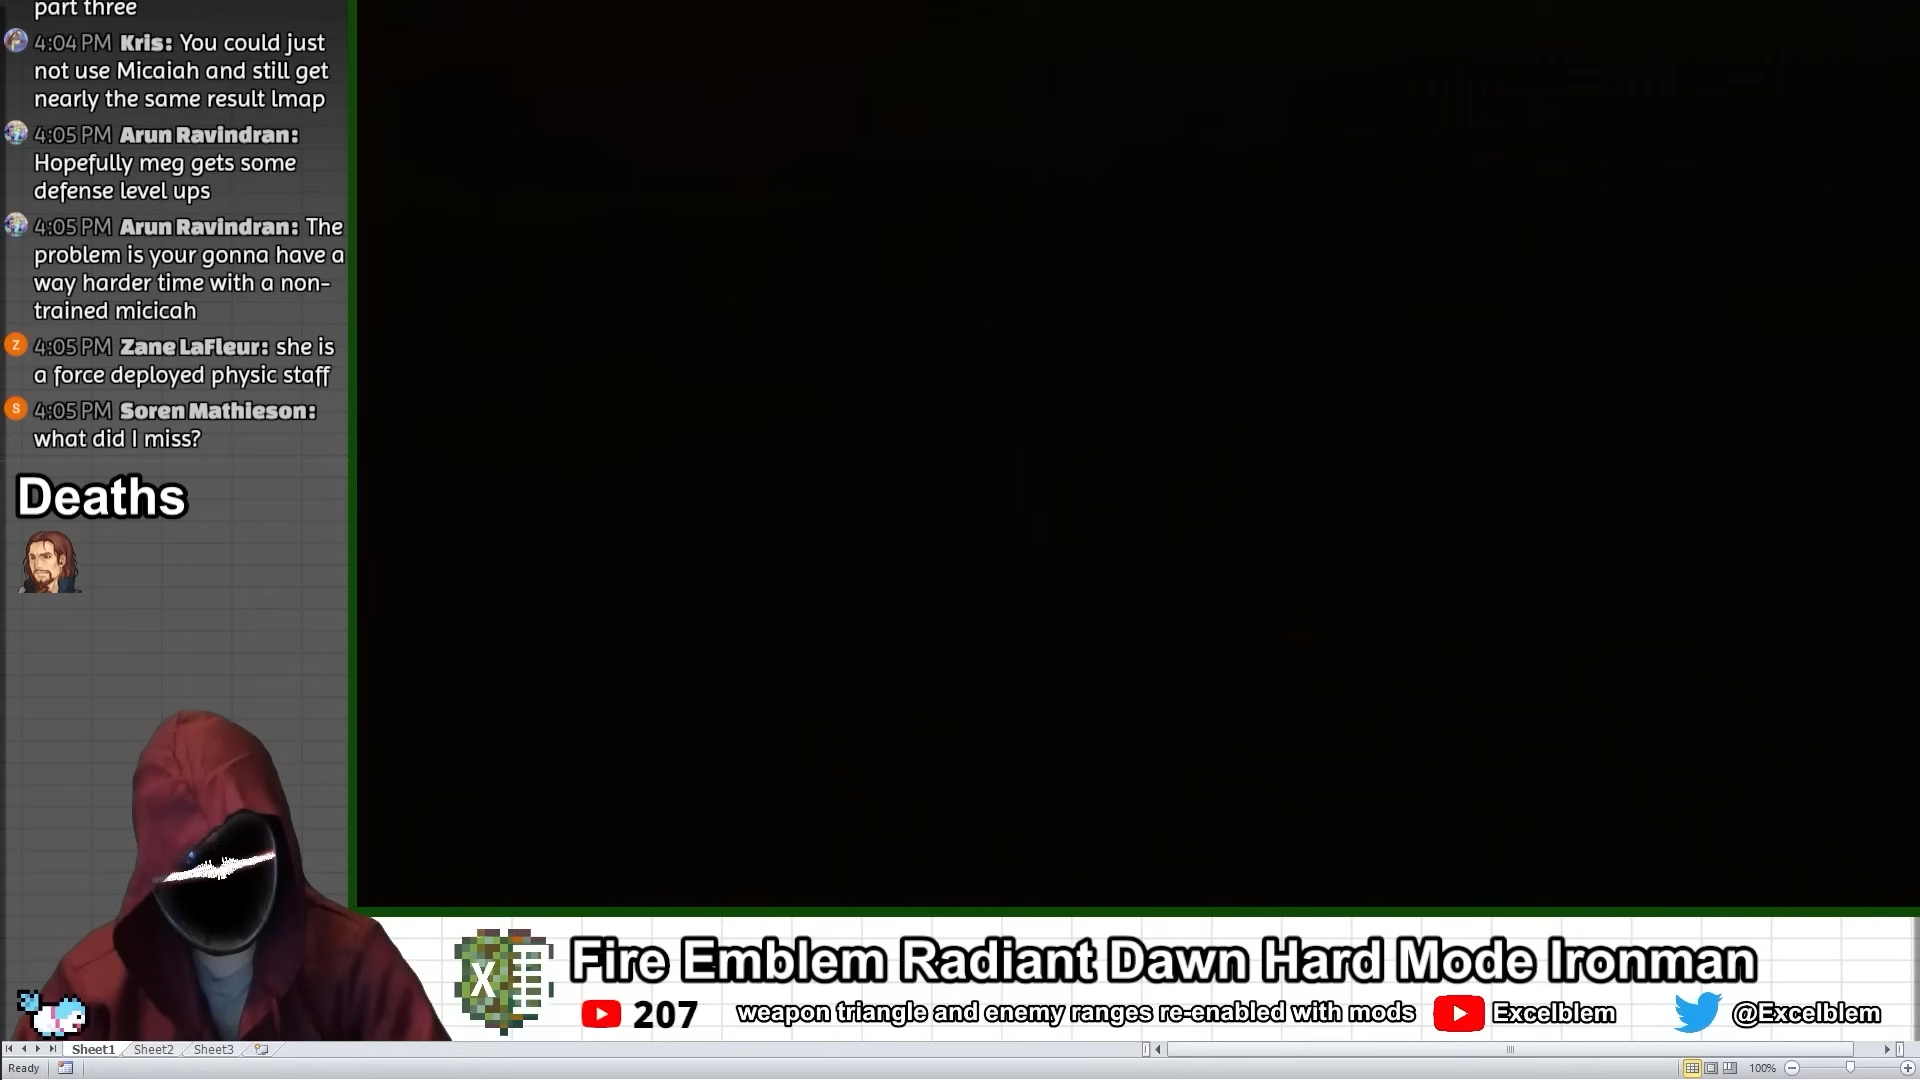 part three
4:04 PM Kris: You could just
not use Micaiah and still get
nearly the same result lmap
4:05 PM Arun Ravindran:
Hopefully meg gets some
defense level ups
4:05 PM Arun Ravindran: The
problem is your gonna have a
way harder time with a non-
trained micicah
Z 4:05 PM Zane LaFleur: she is
a force deployed physic staff
S 4:05 PM Soren Mathieson:
what did I miss?
Deaths
X
Fire Emblem Radiant Dawn Hard Mode Ironman
207 weapon triangle and enemy ranges re-enabled with mods Excelblem @Excelblem
Sheet1 Sheet2 Sheet3
Ready 100%